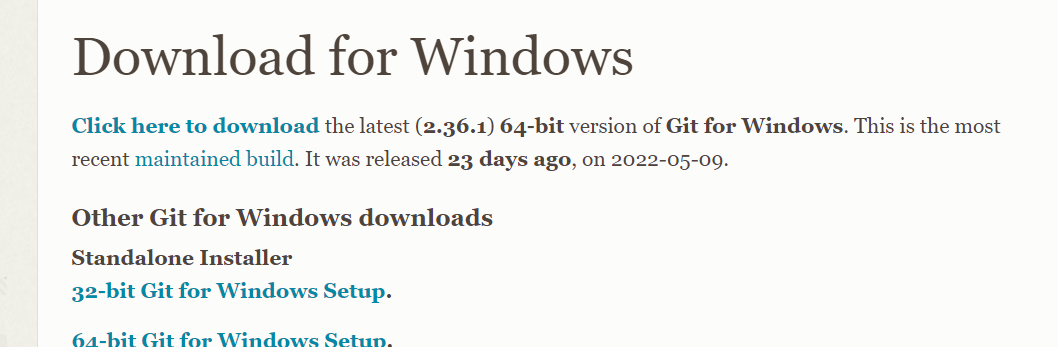 Download for Windows
Click here to download the latest (2.36.1) 64-bit version of Git for Windows. This is the most
recent maintained build. It was released 23 days ago, on 2022-05-09.
Other Git for Windows downloads
Standalone Installer
32-bit Git for Windows Setup.
64-bit Git for Windows Setup.